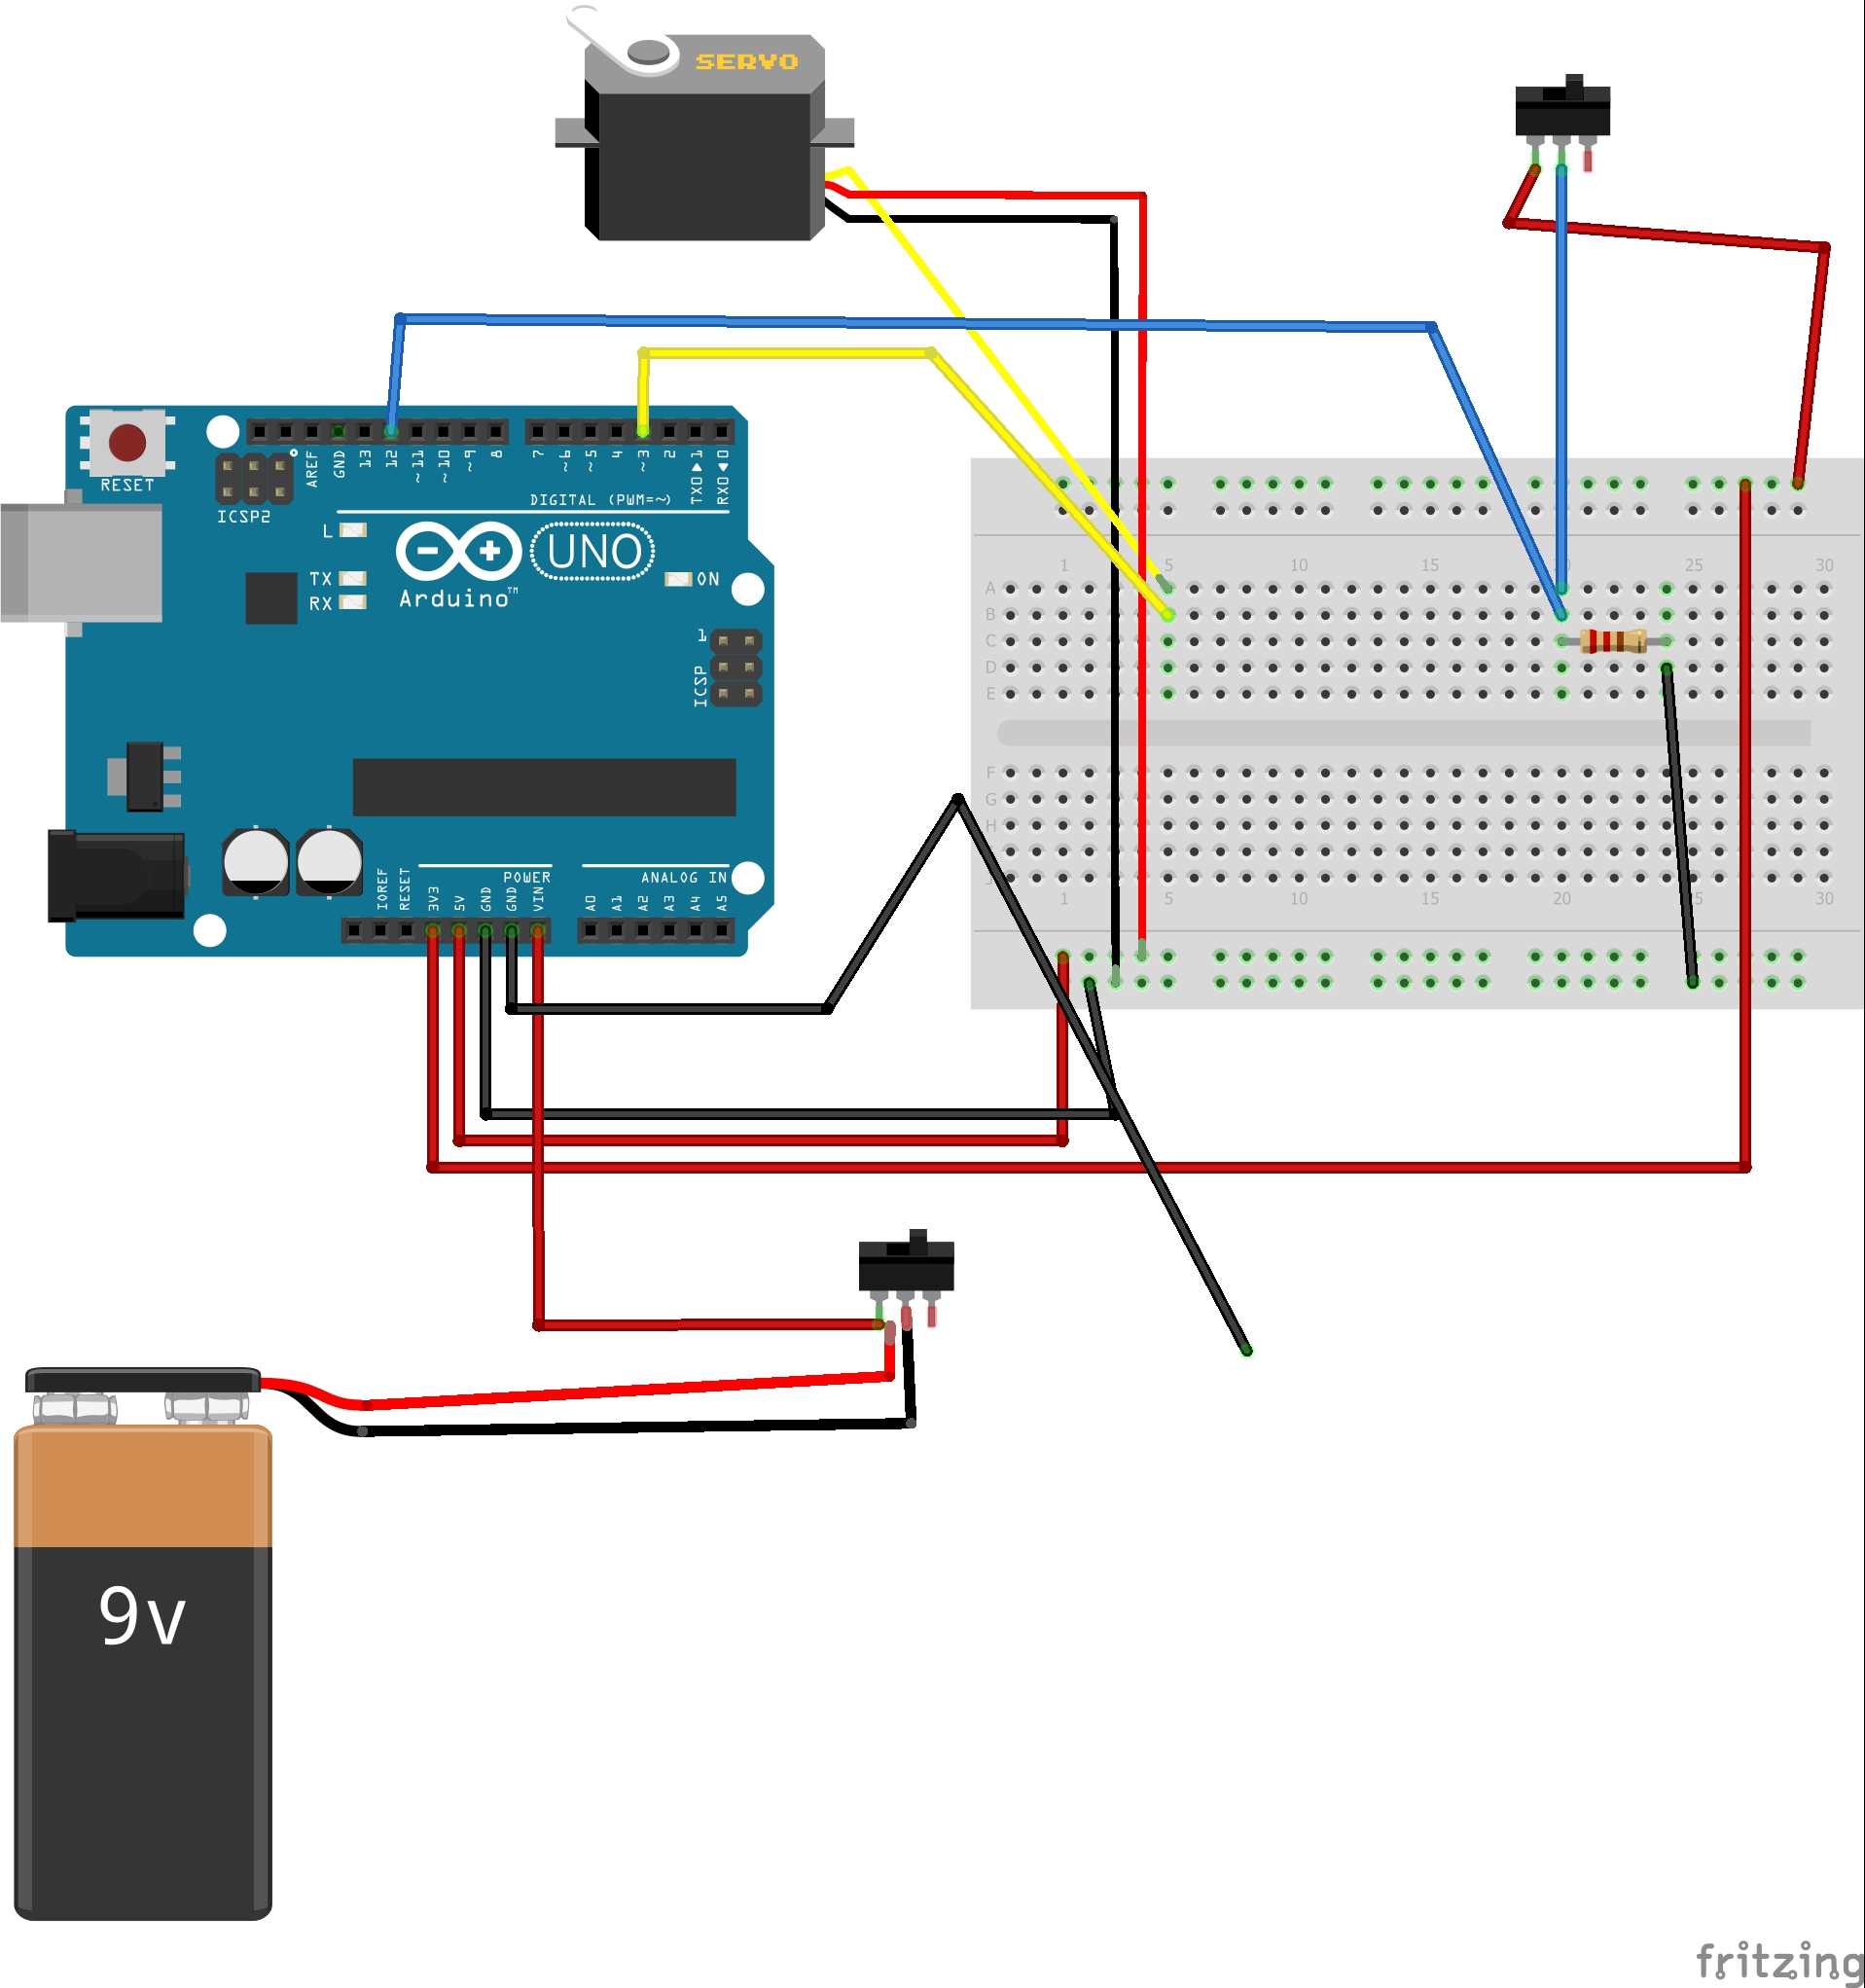 SERVO
RESET
ICSP2
AREF
GND
13
12
~11
~10
~9
8
7
~6
~5
4
~3
2
TX0▶1
RX0◀0
DIGITAL (PWM=~)
L
TX
RX
Arduino™
UNO
ON
1
ICSP
IOREF
RESET
3V3
5V
GND
GND
VIN
POWER
ANALOG IN
A0
A1
A2
A3
A4
A5
1 5 10 15 20 25 30
A
B
C
D
E
F
G
H
J
1 5 10 15 20 25 30
9v
fritzing